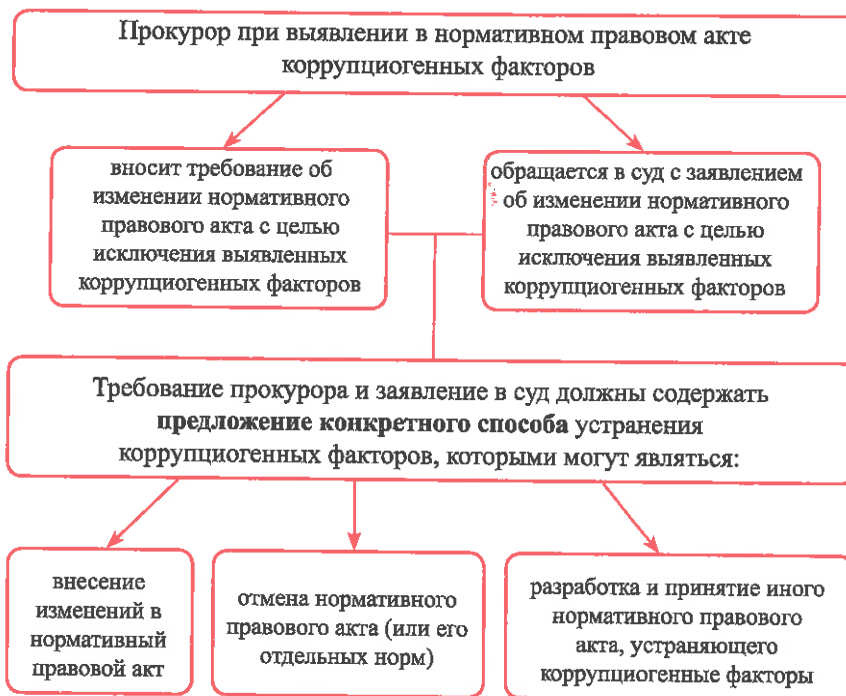 Прокурор при выявлении в нормативном правовом акте
коррупциогенных факторов
вносит требование об
изменении нормативного
правового акта с целью
исключения выявленных
коррупциогенных факторов
обращается в суд с заявлением
об изменении нормативного
правового акта с целью
исключения выявленных
коррупциогенных факторов
Требование прокурора и заявление в суд должны содержать
предложение конкретного способа устранения
коррупциогенных факторов, которыми могут являться:
внесение
изменений в
нормативный
правовой акт
отмена нормативного
правового акта (или его
отдельных норм)
разработка и принятие иного
нормативного правового
акта, устраняющего
коррупциогенные факторы